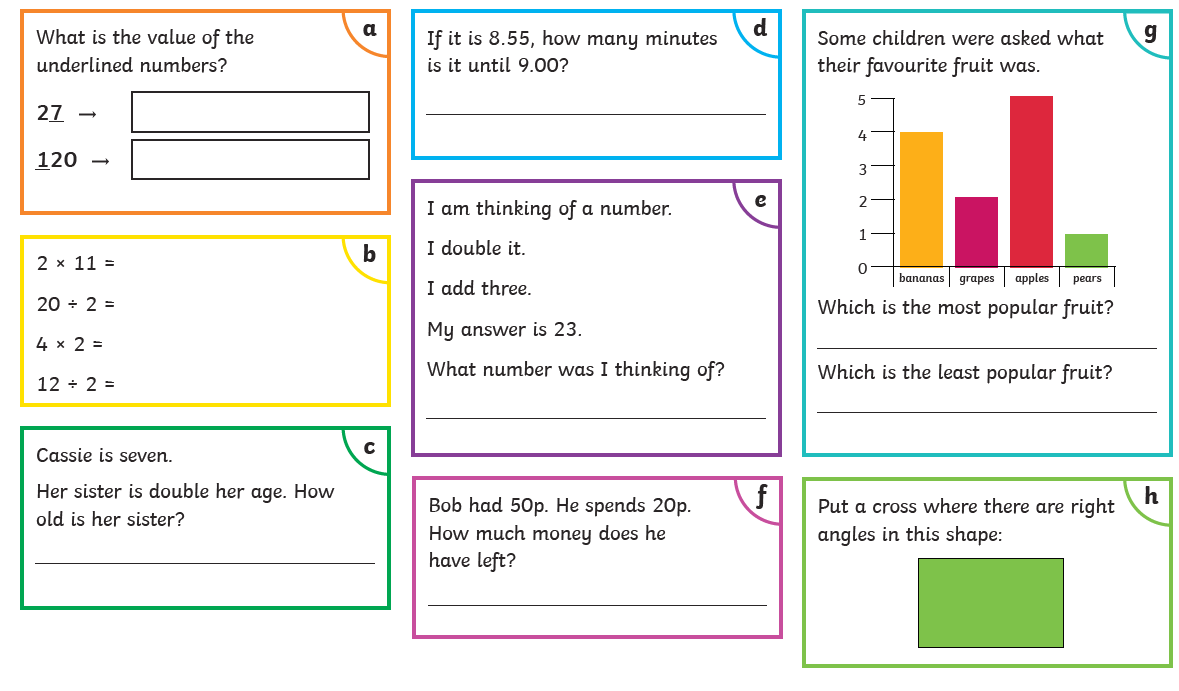 a
What is the value of the
underlined numbers?
27 →
120 →
b
2 × 11 =
20 ÷ 2 =
4 × 2 =
12 ÷ 2 =
c
Cassie is seven.
Her sister is double her age. How
old is her sister?
d
If it is 8.55, how many minutes
is it until 9.00?
e
I am thinking of a number.
I double it.
I add three.
My answer is 23.
What number was I thinking of?
f
Bob had 50p. He spends 20p.
How much money does he
have left?
g
Some children were asked what
their favourite fruit was.
5
4
3
2
1
0
bananas grapes apples pears
Which is the most popular fruit?
Which is the least popular fruit?
h
Put a cross where there are right
angles in this shape: